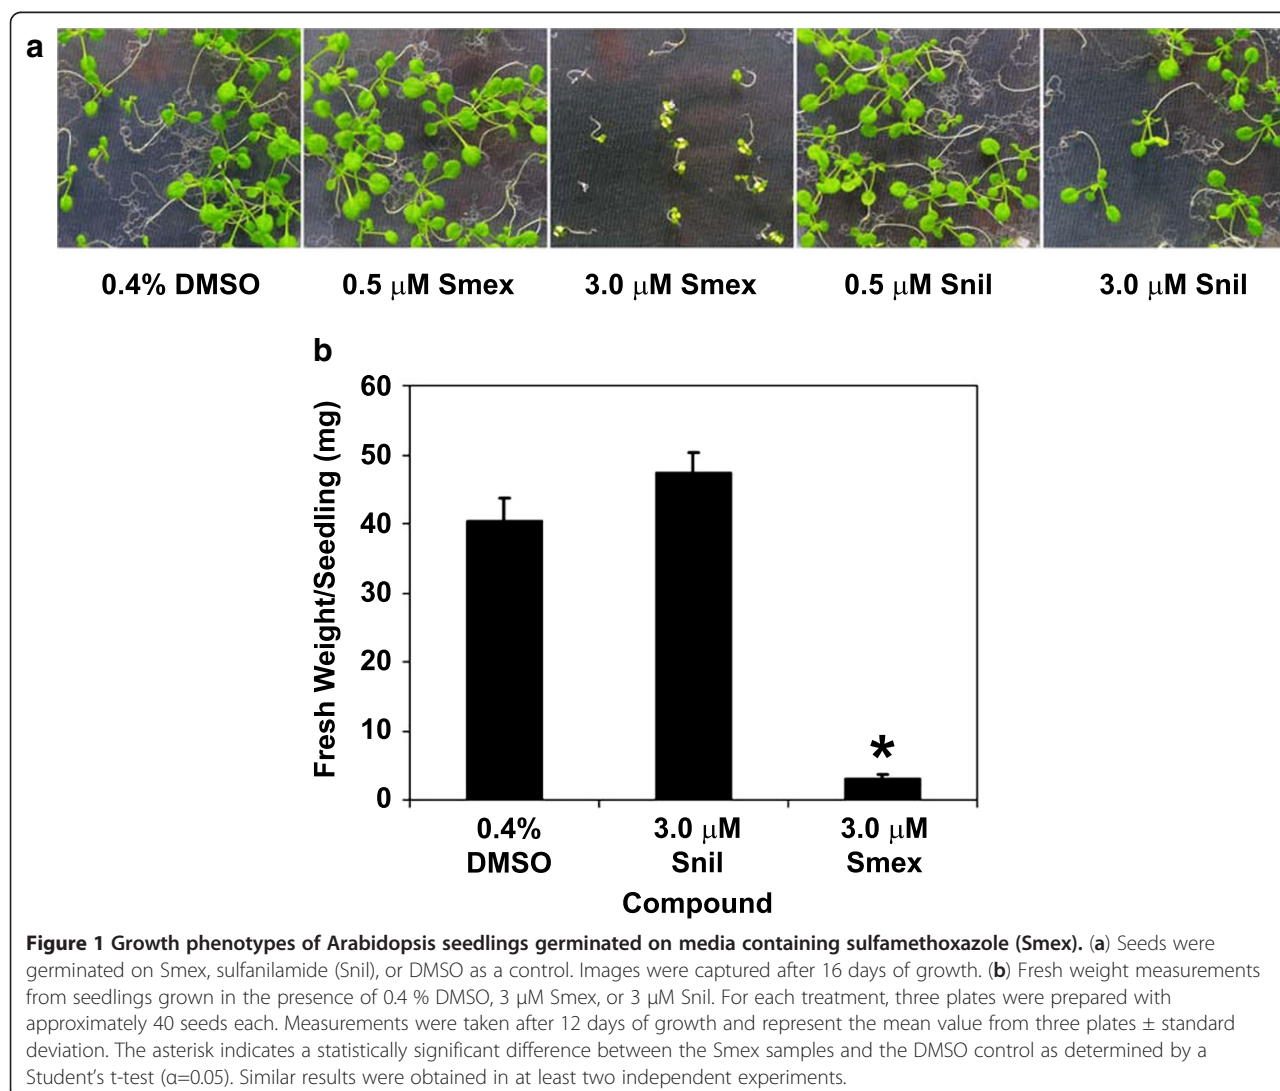 a
0.4% DMSO
0.5 μM Smex
3.0 μM Smex
0.5 μM Snil
3.0 μM Snil
b
Fresh Weight/Seedling (mg)
60
50
40
30
20
10
0
*
0.4%
DMSO
3.0 μM
Snil
3.0 μM
Smex
Compound
Figure 1 Growth phenotypes of Arabidopsis seedlings germinated on media containing sulfamethoxazole (Smex). (a) Seeds were
germinated on Smex, sulfanilamide (Snil), or DMSO as a control. Images were captured after 16 days of growth. (b) Fresh weight measurements
from seedlings grown in the presence of 0.4 % DMSO, 3 μM Smex, or 3 μM Snil. For each treatment, three plates were prepared with
approximately 40 seeds each. Measurements were taken after 12 days of growth and represent the mean value from three plates ± standard
deviation. The asterisk indicates a statistically significant difference between the Smex samples and the DMSO control as determined by a
Student's t-test (α=0.05). Similar results were obtained in at least two independent experiments.